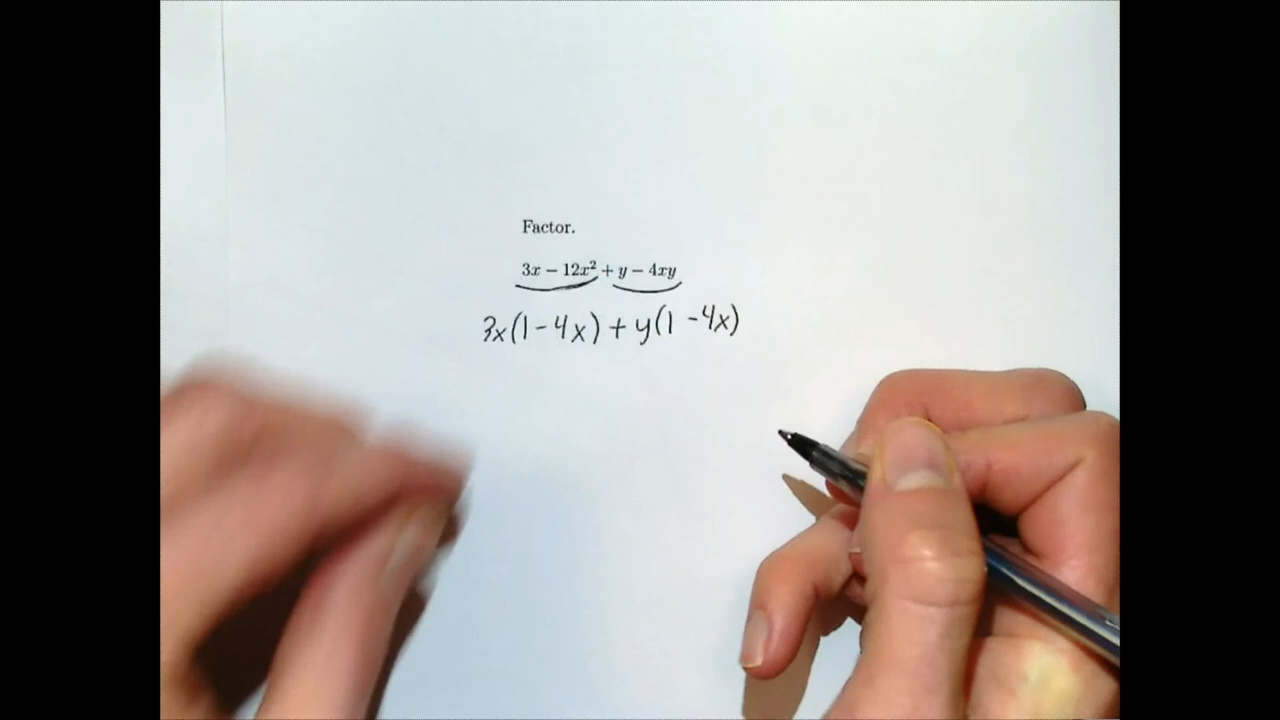 Factor.
3x − 12x² + y − 4xy
3x(1 - 4x) + y(1 - 4x)